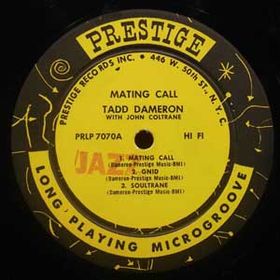 PRESTIGE
PRESTIGE RECORDS INC. • 446 W. 50th ST., N.Y.C.
MATING CALL
TADD DAMERON
WITH JOHN COLTRANE
PRLP 7070A HI FI
JAZZ
1. MATING CALL
(Dameron-Prestige Music-BMI)
2. GNID
(Dameron-Prestige Music-BMI)
3. SOULTRANE
(Dameron-Prestige Music-BMI)
LONG PLAYING MICROGROOVE